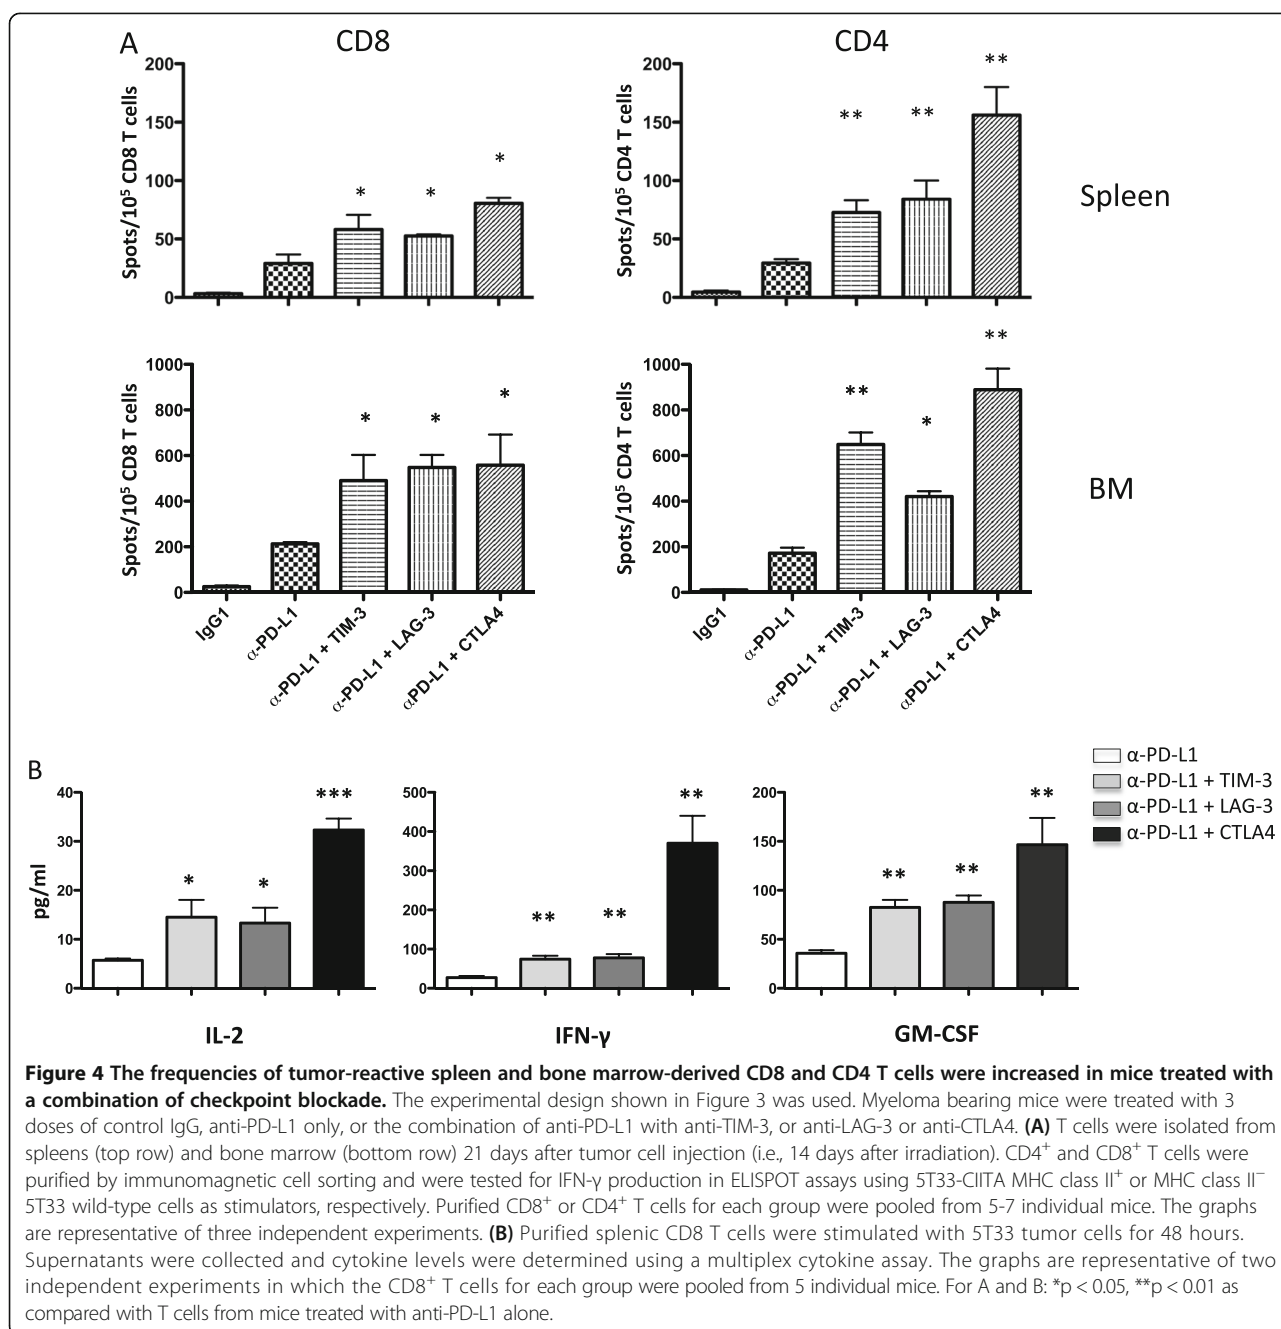 A
CD8
CD4
200
150
100
50
0
Spots/10⁵ CD8 T cells
*
*
*
200
150
100
50
0
Spots/10⁵ CD4 T cells
**
**
**
Spleen
1000
800
600
400
200
0
Spots/10⁵ CD8 T cells
*
*
*
IgG1
α-PD-L1
α-PD-L1 + TIM-3
α-PD-L1 + LAG-3
αPD-L1 + CTLA4
1000
800
600
400
200
0
Spots/10⁵ CD4 T cells
**
*
**
IgG1
α-PD-L1
α-PD-L1 + TIM-3
α-PD-L1 + LAG-3
αPD-L1 + CTLA4
BM
B
40
30
20
10
0
pg/ml
*
*
***
IL-2
500
400
300
200
100
0
**
**
**
IFN-γ
200
150
100
50
0
**
**
**
GM-CSF
α-PD-L1
α-PD-L1 + TIM-3
α-PD-L1 + LAG-3
α-PD-L1 + CTLA4
Figure 4 The frequencies of tumor-reactive spleen and bone marrow-derived CD8 and CD4 T cells were increased in mice treated with
a combination of checkpoint blockade. The experimental design shown in Figure 3 was used. Myeloma bearing mice were treated with 3
doses of control IgG, anti-PD-L1 only, or the combination of anti-PD-L1 with anti-TIM-3, or anti-LAG-3 or anti-CTLA4. (A) T cells were isolated from
spleens (top row) and bone marrow (bottom row) 21 days after tumor cell injection (i.e., 14 days after irradiation). CD4⁺ and CD8⁺ T cells were
purified by immunomagnetic cell sorting and were tested for IFN-γ production in ELISPOT assays using 5T33-CIITA MHC class II⁺ or MHC class II⁻
5T33 wild-type cells as stimulators, respectively. Purified CD8⁺ or CD4⁺ T cells for each group were pooled from 5-7 individual mice. The graphs
are representative of three independent experiments. (B) Purified splenic CD8 T cells were stimulated with 5T33 tumor cells for 48 hours.
Supernatants were collected and cytokine levels were determined using a multiplex cytokine assay. The graphs are representative of two
independent experiments in which the CD8⁺ T cells for each group were pooled from 5 individual mice. For A and B: *p < 0.05, **p < 0.01 as
compared with T cells from mice treated with anti-PD-L1 alone.